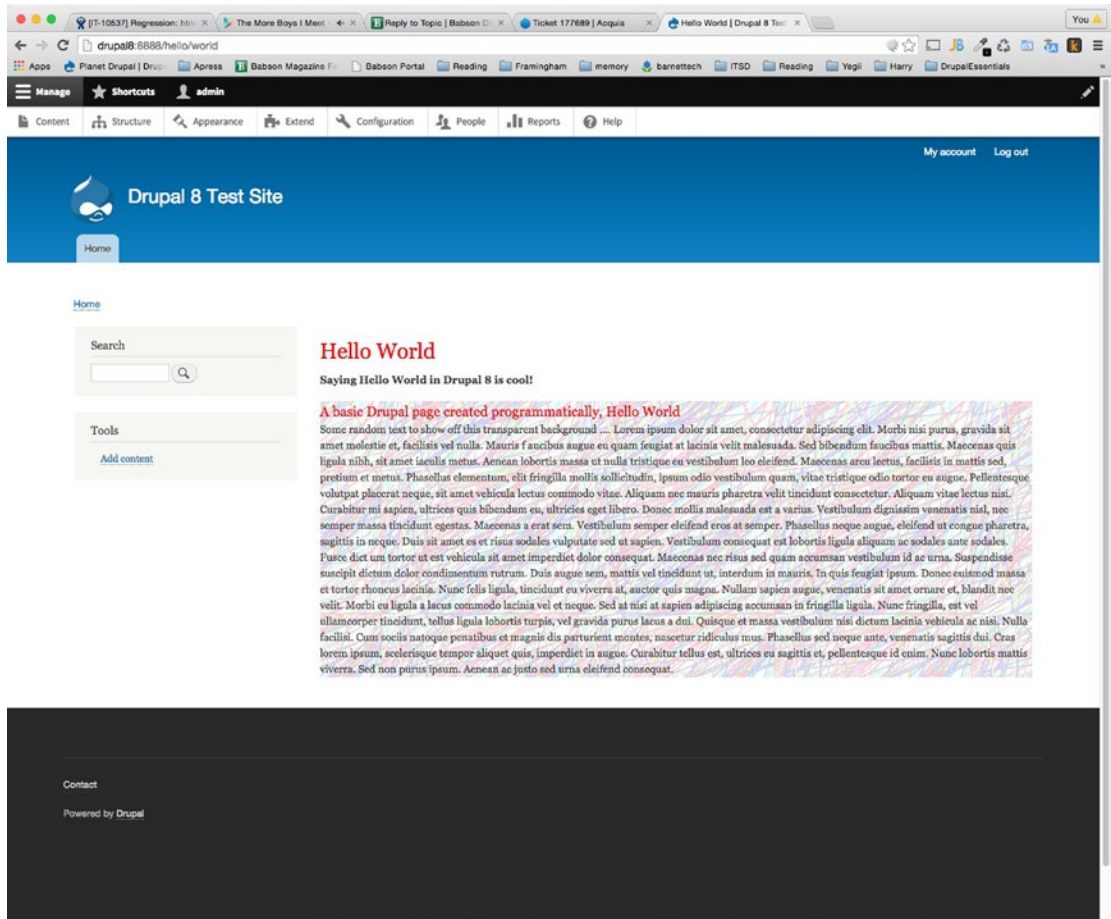 [IT-10537] Regression: htm
The More Boys I Meet
Reply to Topic | Babson D
Ticket 177689 | Acquia
Hello World | Drupal 8 Tes
You
drupal8:8888/hello/world
JB
k
Apps
Planet Drupal | Drup
Apress
Babson Magazine F
Babson Portal
Reading
Framingham
memory
barnettech
ITSD
Reading
Yegii
Harry
DrupalEssentials
Manage
Shortcuts
admin
Content
Structure
Appearance
Extend
Configuration
People
Reports
Help
My account
Log out
Drupal 8 Test Site
Home
Home
Search
Tools
Add content
Hello World
Saying Hello World in Drupal 8 is cool!
A basic Drupal page created programmatically, Hello World
Some random text to show off this transparent background .... Lorem ipsum dolor sit amet, consectetur adipiscing elit. Morbi nisi purus, gravida sit
amet molestie et, facilisis vel nulla. Mauris f aucibus augue eu quam feugiat at lacinia velit malesuada. Sed bibendum faucibus mattis. Maecenas quis
ligula nibh, sit amet iaculis metus. Aenean lobortis massa ut nulla tristique eu vestibulum leo eleifend. Maecenas arcu lectus, facilisis in mattis sed,
pretium et metus. Phasellus elementum, elit fringilla mollis sollicitudin, ipsum odio vestibulum quam, vitae tristique odio tortor eu augue. Pellentesque
volutpat placerat neque, sit amet vehicula lectus commodo vitae. Aliquam nec mauris pharetra velit tincidunt consectetur. Aliquam vitae lectus nisi.
Curabitur mi sapien, ultrices quis bibendum eu, ultricies eget libero. Donec mollis malesuada est a varius. Vestibulum dignissim venenatis nisl, nec
semper massa tincidunt egestas. Maecenas a erat sem. Vestibulum semper eleifend eros at semper. Phasellus neque augue, eleifend ut congue pharetra,
sagittis in neque. Duis sit amet es et risus sodales vulputate sed ut sapien. Vestibulum consequat est lobortis ligula aliquam ac sodales ante sodales.
Fusce dict um tortor ut est vehicula sit amet imperdiet dolor consequat. Maecenas nec risus sed quam accumsan vestibulum id ac urna. Suspendisse
suscipit dictum dolor condimentum rutrum. Duis augue sem, mattis vel tincidunt ut, interdum in mauris. In quis feugiat ipsum. Donec euismod massa
et tortor rhoncus lacinia. Nunc felis ligula, tincidunt eu viverra at, auctor quis magna. Nullam sapien augue, venenatis sit amet ornare et, blandit nec
velit. Morbi eu ligula a lacus commodo lacinia vel et neque. Sed at nisi at sapien adipiscing accumsan in fringilla ligula. Nunc fringilla, est vel
ullamcorper tincidunt, tellus ligula lobortis turpis, vel gravida purus lacus a dui. Quisque et massa vestibulum nisi dictum lacinia vehicula ac nisi. Nulla
facilisi. Cum sociis natoque penatibus et magnis dis parturient montes, nascetur ridiculus mus. Phasellus sed neque ante, venenatis sagittis dui. Cras
lorem ipsum, scelerisque tempor aliquet quis, imperdiet in augue. Curabitur tellus est, ultrices eu sagittis et, pellentesque id enim. Nunc lobortis mattis
viverra. Sed non purus ipsum. Aenean ac justo sed urna eleifend consequat.
Contact
Powered by Drupal